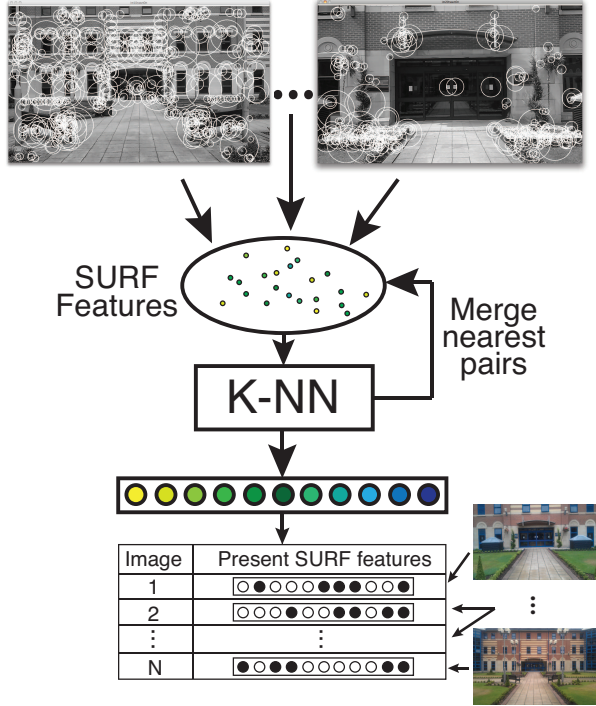 SURF
Features
Merge
nearest
pairs
K-NN
Image
Present SURF features
1
2
N